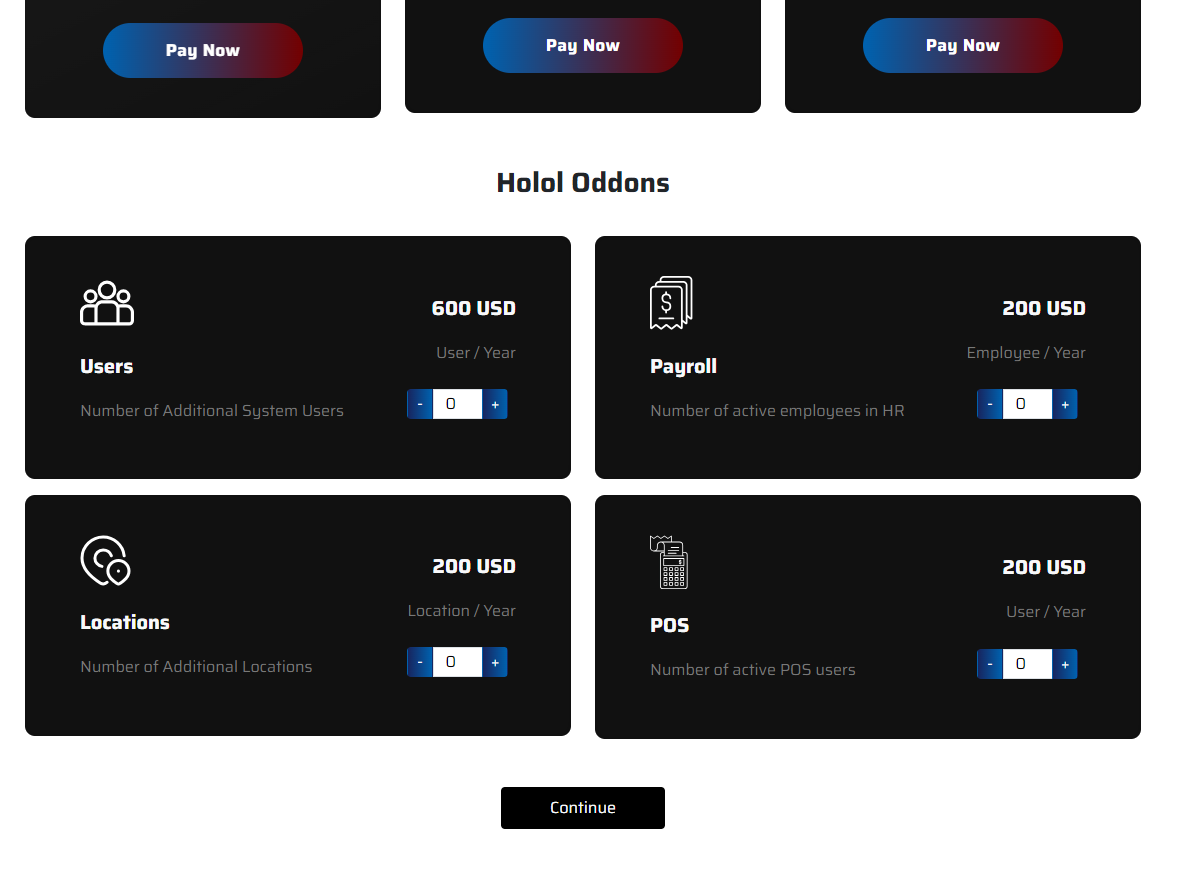 Pay Now
Pay Now
Pay Now
Holol Oddons
600 USD
User / Year
Users
Number of Additional System Users
- 0 +
200 USD
Employee / Year
Payroll
Number of active employees in HR
- 0 +
200 USD
Location / Year
Locations
Number of Additional Locations
- 0 +
200 USD
User / Year
POS
Number of active POS users
- 0 +
Continue